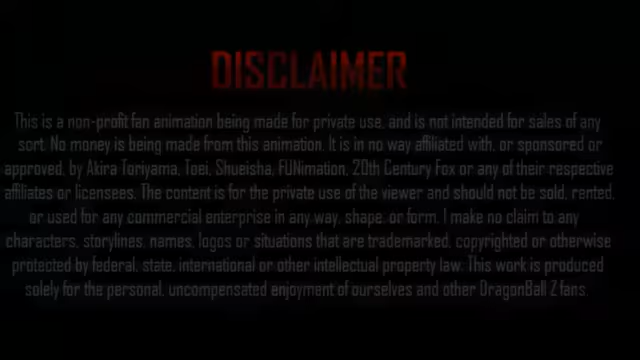 DISCLAIMER
This is a non-profit fan animation being made for private use, and is not intended for sales of any
sort. No money is being made from this animation. It is in no way affiliated with, or sponsored or
approved, by Akira Toriyama, Toei, Shueisha, FUNimation, 20th Century Fox or any of their respective
affiliates or licensees. The content is for the private use of the viewer and should not be sold, rented,
or used for any commercial enterprise in any way, shape, or form. I make no claim to any
characters, storylines, names, logos or situations that are trademarked, copyrighted or otherwise
protected by federal, state, international or other intellectual property law. This work is produced
solely for the personal, uncompensated enjoyment of ourselves and other DragonBall Z fans.